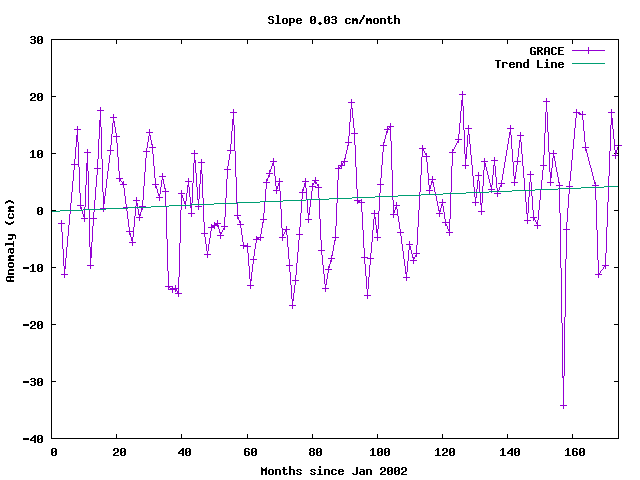 Slope 0.03 cm/month
30
GRACE
Trend Line
20
10
0
-10
-20
-30
-40
Anomaly (cm)
0 20 40 60 80 100 120 140 160
Months since Jan 2002